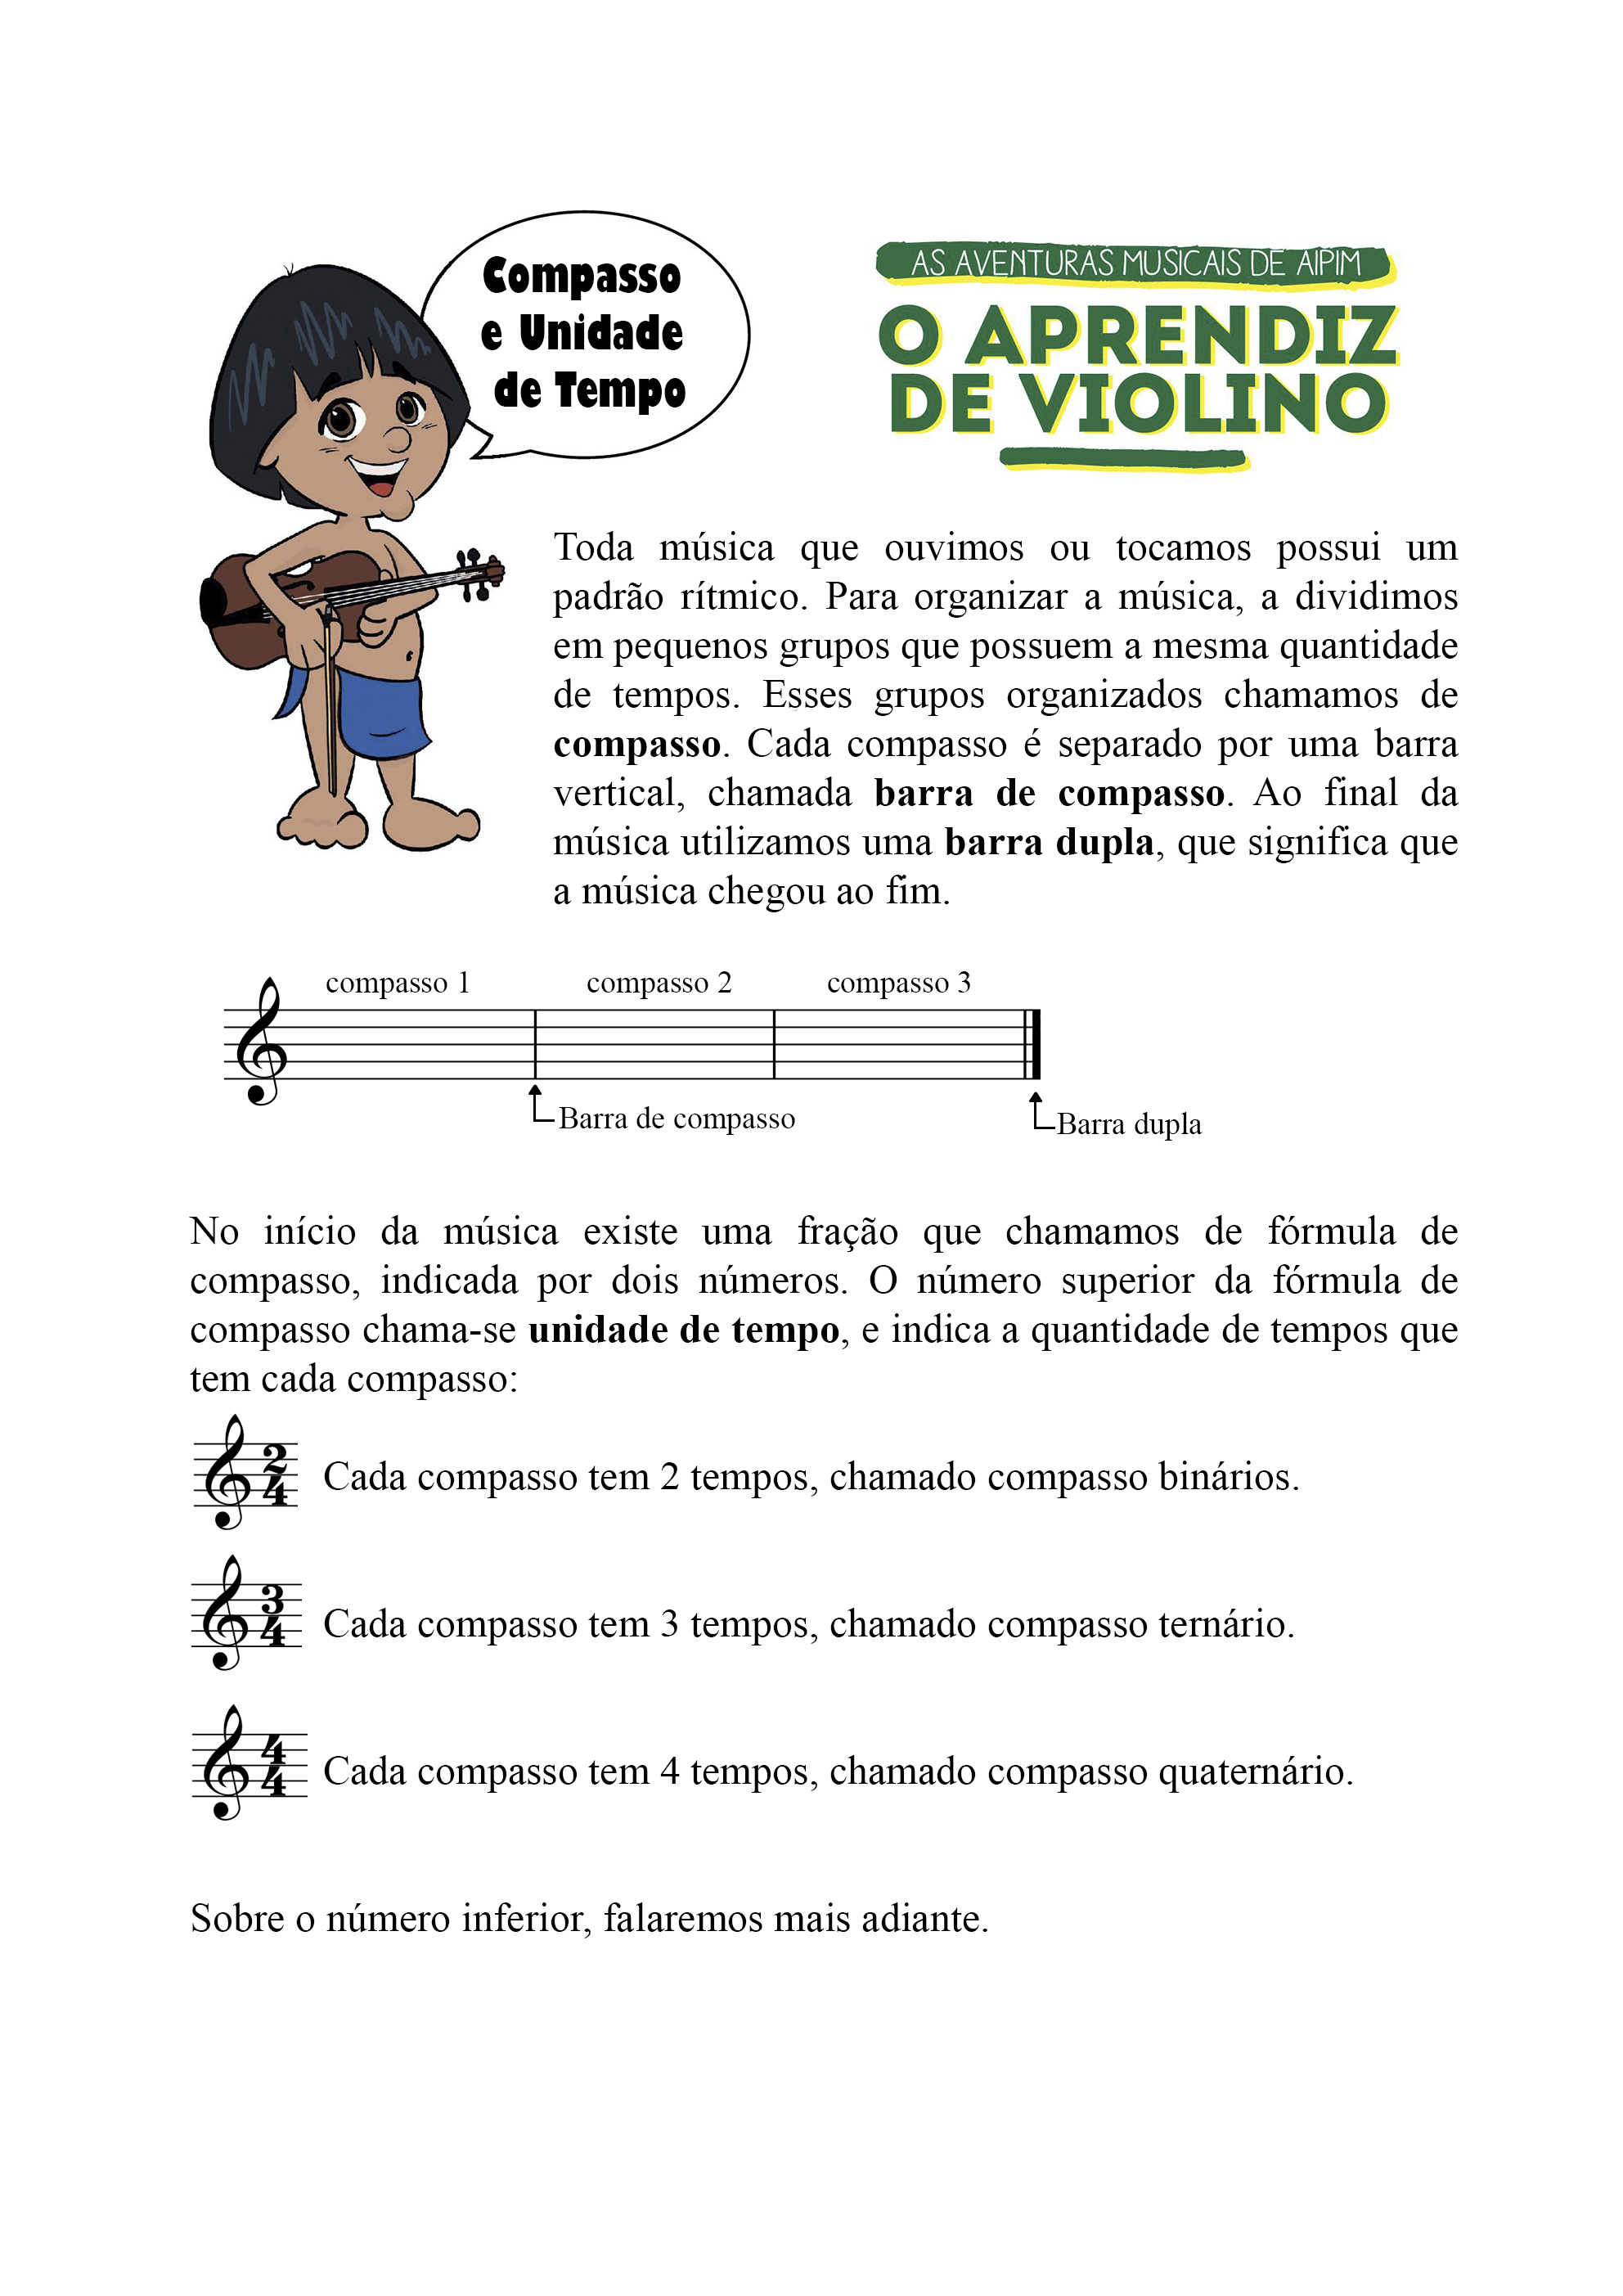 Compasso
e Unidade
de Tempo
AS AVENTURAS MUSICAIS DE AIPIM
O APRENDIZ
DE VIOLINO
Toda música que ouvimos ou tocamos possui um
padrão rítmico. Para organizar a música, a dividimos
em pequenos grupos que possuem a mesma quantidade
de tempos. Esses grupos organizados chamamos de
compasso. Cada compasso é separado por uma barra
vertical, chamada barra de compasso. Ao final da
música utilizamos uma barra dupla, que significa que
a música chegou ao fim.
compasso 1 compasso 2 compasso 3
Barra de compasso Barra dupla
No início da música existe uma fração que chamamos de fórmula de
compasso, indicada por dois números. O número superior da fórmula de
compasso chama-se unidade de tempo, e indica a quantidade de tempos que
tem cada compasso:
2
4
Cada compasso tem 2 tempos, chamado compasso binários.
3
4
Cada compasso tem 3 tempos, chamado compasso ternário.
4
4
Cada compasso tem 4 tempos, chamado compasso quaternário.
Sobre o número inferior, falaremos mais adiante.